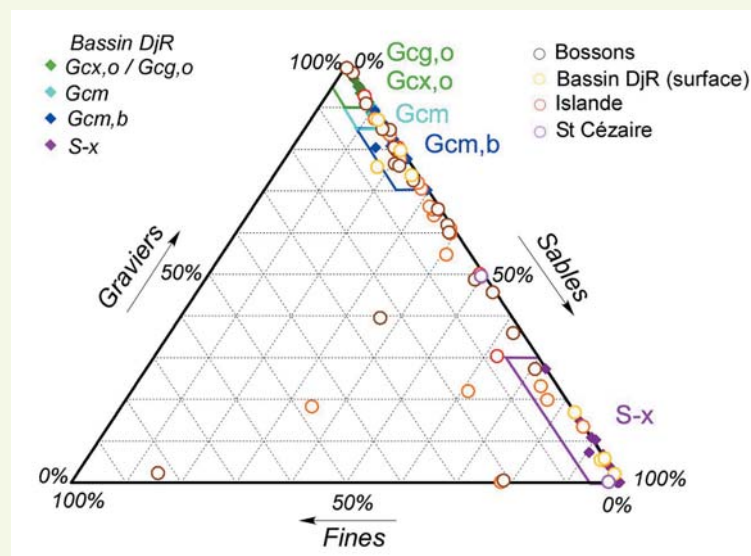 Bassin DjR
Gcx,o / Gcg,o
Gcm
Gcm,b
S-x
100%
0%
Gcg,o
Gcx,o
Gcm
Gcm,b
Bossons
Bassin DjR (surface)
Islande
St Cézaire
Graviers
50%
Sables
50%
S-x
0%
100%
100%
50%
0%
Fines